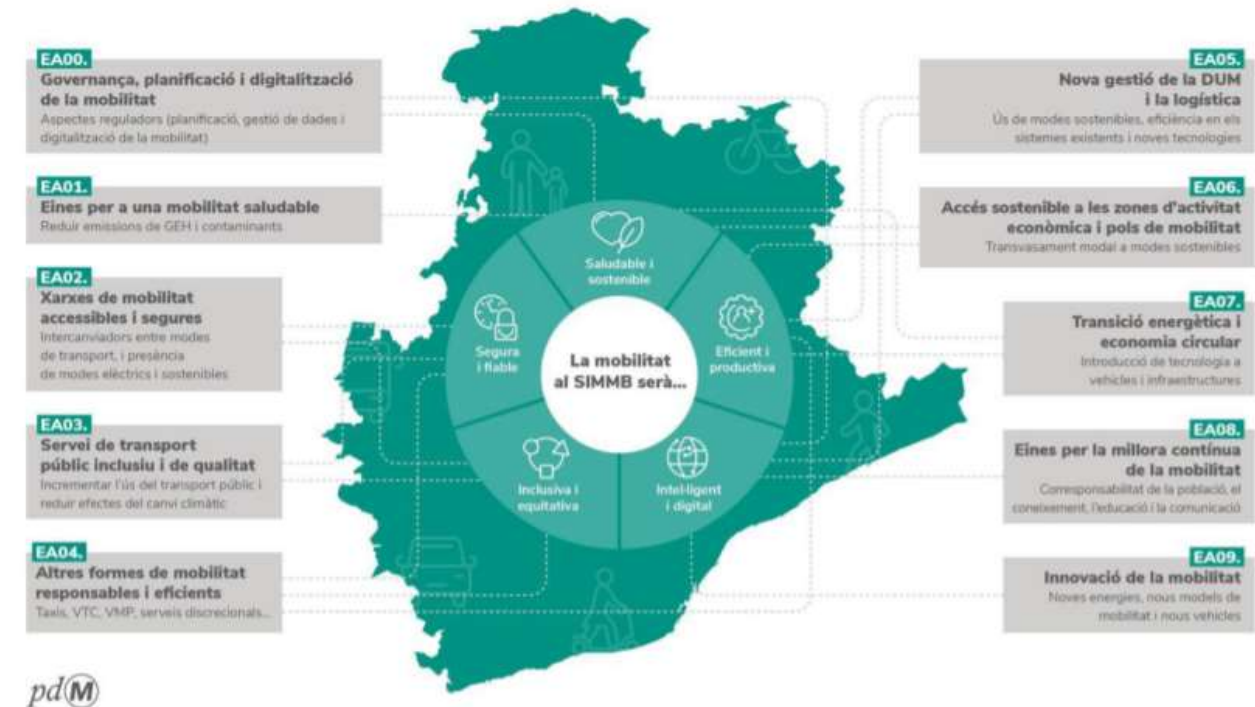 EA00.
Governança, planificació i digitalització
de la mobilitat
Aspectes reguladors (planificació, gestió de dades i
digitalització de la mobilitat)
EA01.
Eines per a una mobilitat saludable
Reduir emissions de GEH i contaminants
EA02.
Xarxes de mobilitat
accessibles i segures
Intercanviadors entre modes
de transport, i presència
de modes elèctrics i sostenibles
EA03.
Servei de transport
públic inclusiu i de qualitat
Incrementar l'ús del transport públic i
reduir efectes del canvi climàtic
EA04.
Altres formes de mobilitat
responsables i eficients
Taxis, VTC, VMP, serveis discrecionals...
Saludable i
sostenible
Segura
i fiable
Eficient i
productiva
La mobilitat
al SIMMB serà...
Inclusiva i
equitativa
Intel·ligent
i digital
EA05.
Nova gestió de la DUM
i la logística
Ús de modes sostenibles, eficiència en els
sistemes existents i noves tecnologies
EA06.
Accés sostenible a les zones d'activitat
econòmica i pols de mobilitat
Transvasament modal a modes sostenibles
EA07.
Transició energètica i
economia circular
Introducció de tecnologia a
vehicles i infraestructures
EA08.
Eines per la millora contínua
de la mobilitat
Corresponsabilitat de la població, el
coneixement, l'educació i la comunicació
EA09.
Innovació de la mobilitat
Noves energies, nous models de
mobilitat i nous vehicles
pdM